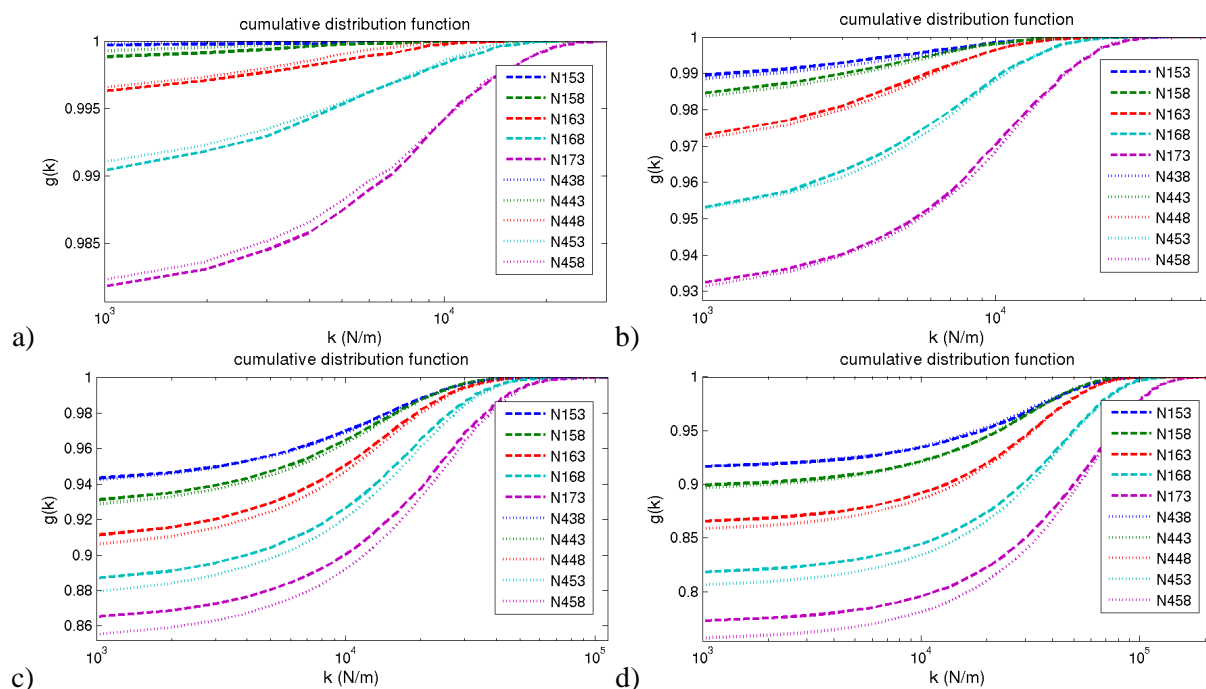 cumulative distribution function
1
0.995
0.99
0.985
g(k)
10^3
10^4
k (N/m)
N153
N158
N163
N168
N173
N438
N443
N448
N453
N458
a)
cumulative distribution function
1
0.99
0.98
0.97
0.96
0.95
0.94
0.93
g(k)
10^3
10^4
k (N/m)
N153
N158
N163
N168
N173
N438
N443
N448
N453
N458
b)
cumulative distribution function
1
0.98
0.96
0.94
0.92
0.9
0.88
0.86
g(k)
10^3
10^4
10^5
k (N/m)
N153
N158
N163
N168
N173
N438
N443
N448
N453
N458
c)
cumulative distribution function
1
0.95
0.9
0.85
0.8
g(k)
10^3
10^4
10^5
k (N/m)
N153
N158
N163
N168
N173
N438
N443
N448
N453
N458
d)